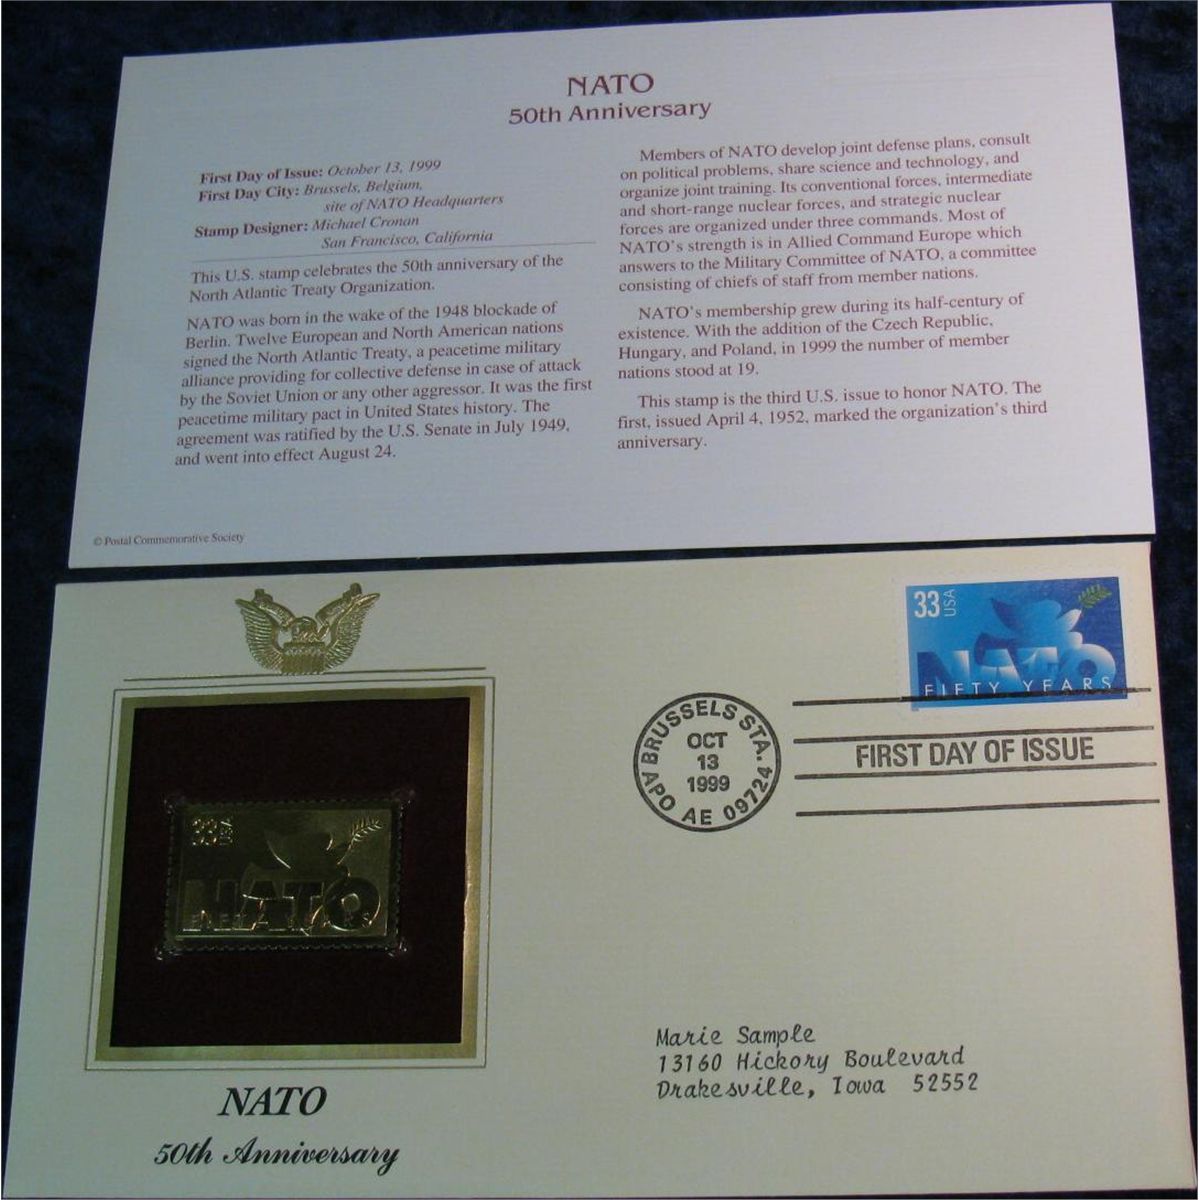 NATO
50th Anniversary
First Day of Issue: October 13, 1999
First Day City: Brussels, Belgium,
site of NATO Headquarters
Stamp Designer: Michael Cronan
San Francisco, California
This U.S. stamp celebrates the 50th anniversary of the
North Atlantic Treaty Organization.
NATO was born in the wake of the 1948 blockade of
Berlin. Twelve European and North American nations
signed the North Atlantic Treaty, a peacetime military
alliance providing for collective defense in case of attack
by the Soviet Union or any other aggressor. It was the first
peacetime military pact in United States history. The
agreement was ratified by the U.S. Senate in July 1949,
and went into effect August 24.
Members of NATO develop joint defense plans, consult
on political problems, share science and technology, and
organize joint training. Its conventional forces, intermediate
and short-range nuclear forces, and strategic nuclear
forces are organized under three commands. Most of
NATO's strength is in Allied Command Europe which
answers to the Military Committee of NATO, a committee
consisting of chiefs of staff from member nations.
NATO's membership grew during its half-century of
existence. With the addition of the Czech Republic,
Hungary, and Poland, in 1999 the number of member
nations stood at 19.
This stamp is the third U.S. issue to honor NATO. The
first, issued April 4, 1952, marked the organization's third
anniversary.
© Postal Commemorative Society
33 USA
NATO
FIFTY YEARS
BRUSSELS STA. 4
OCT
13
1999
APO AE 09724
FIRST DAY OF ISSUE
33 USA
NATO
FIFTY YEARS
Marie Sample
13160 Hickory Boulevard
Drakesville, Iowa 52552
NATO
50th Anniversary